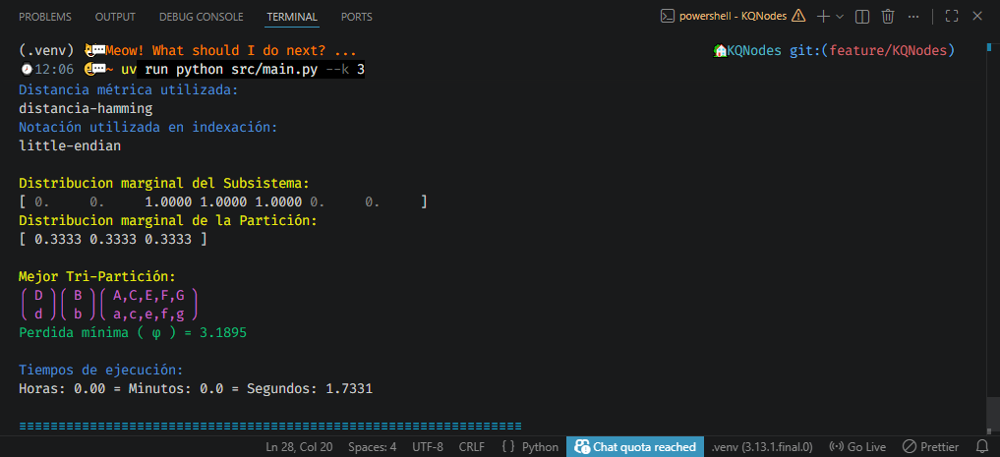 PROBLEMS OUTPUT DEBUG CONSOLE TERMINAL PORTS powershell - KQNodes
(.venv) Meow! What should I do next? ... KQNodes git:(feature/KQNodes)
12:06 ~ uv run python src/main.py --k 3
Distancia métrica utilizada:
distancia-hamming
Notación utilizada en indexación:
little-endian
Distribucion marginal del Subsistema:
[ 0. 0. 1.0000 1.0000 1.0000 0. 0. ]
Distribucion marginal de la Partición:
[ 0.3333 0.3333 0.3333 ]
Mejor Tri-Partición:
⎛ D ⎞⎛ B ⎞⎛ A,C,E,F,G ⎞
⎝ d ⎠⎝ b ⎠⎝ a,c,e,f,g ⎠
Perdida mínima ( φ ) = 3.1895
Tiempos de ejecución:
Horas: 0.00 = Minutos: 0.0 = Segundos: 1.7331
≡≡≡≡≡≡≡≡≡≡≡≡≡≡≡≡≡≡≡≡≡≡≡≡≡≡≡≡≡≡≡≡≡≡≡≡≡≡≡≡≡≡≡≡≡≡≡≡≡≡≡≡≡≡≡≡≡≡≡≡≡≡≡≡
Ln 28, Col 20 Spaces: 4 UTF-8 CRLF { } Python Chat quota reached .venv (3.13.1.final.0) Go Live Prettier